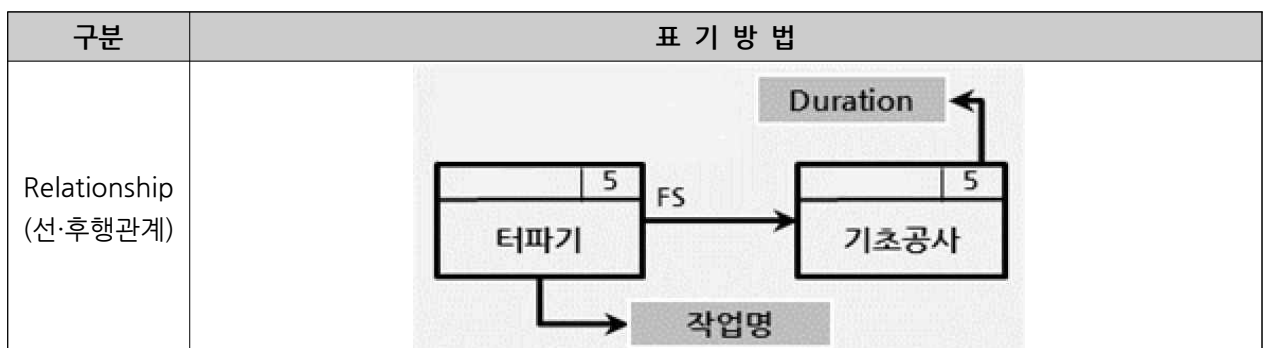 구분
표 기 방 법
Relationship
(선·후행관계)
Duration
5
FS
5
터파기
기초공사
작업명